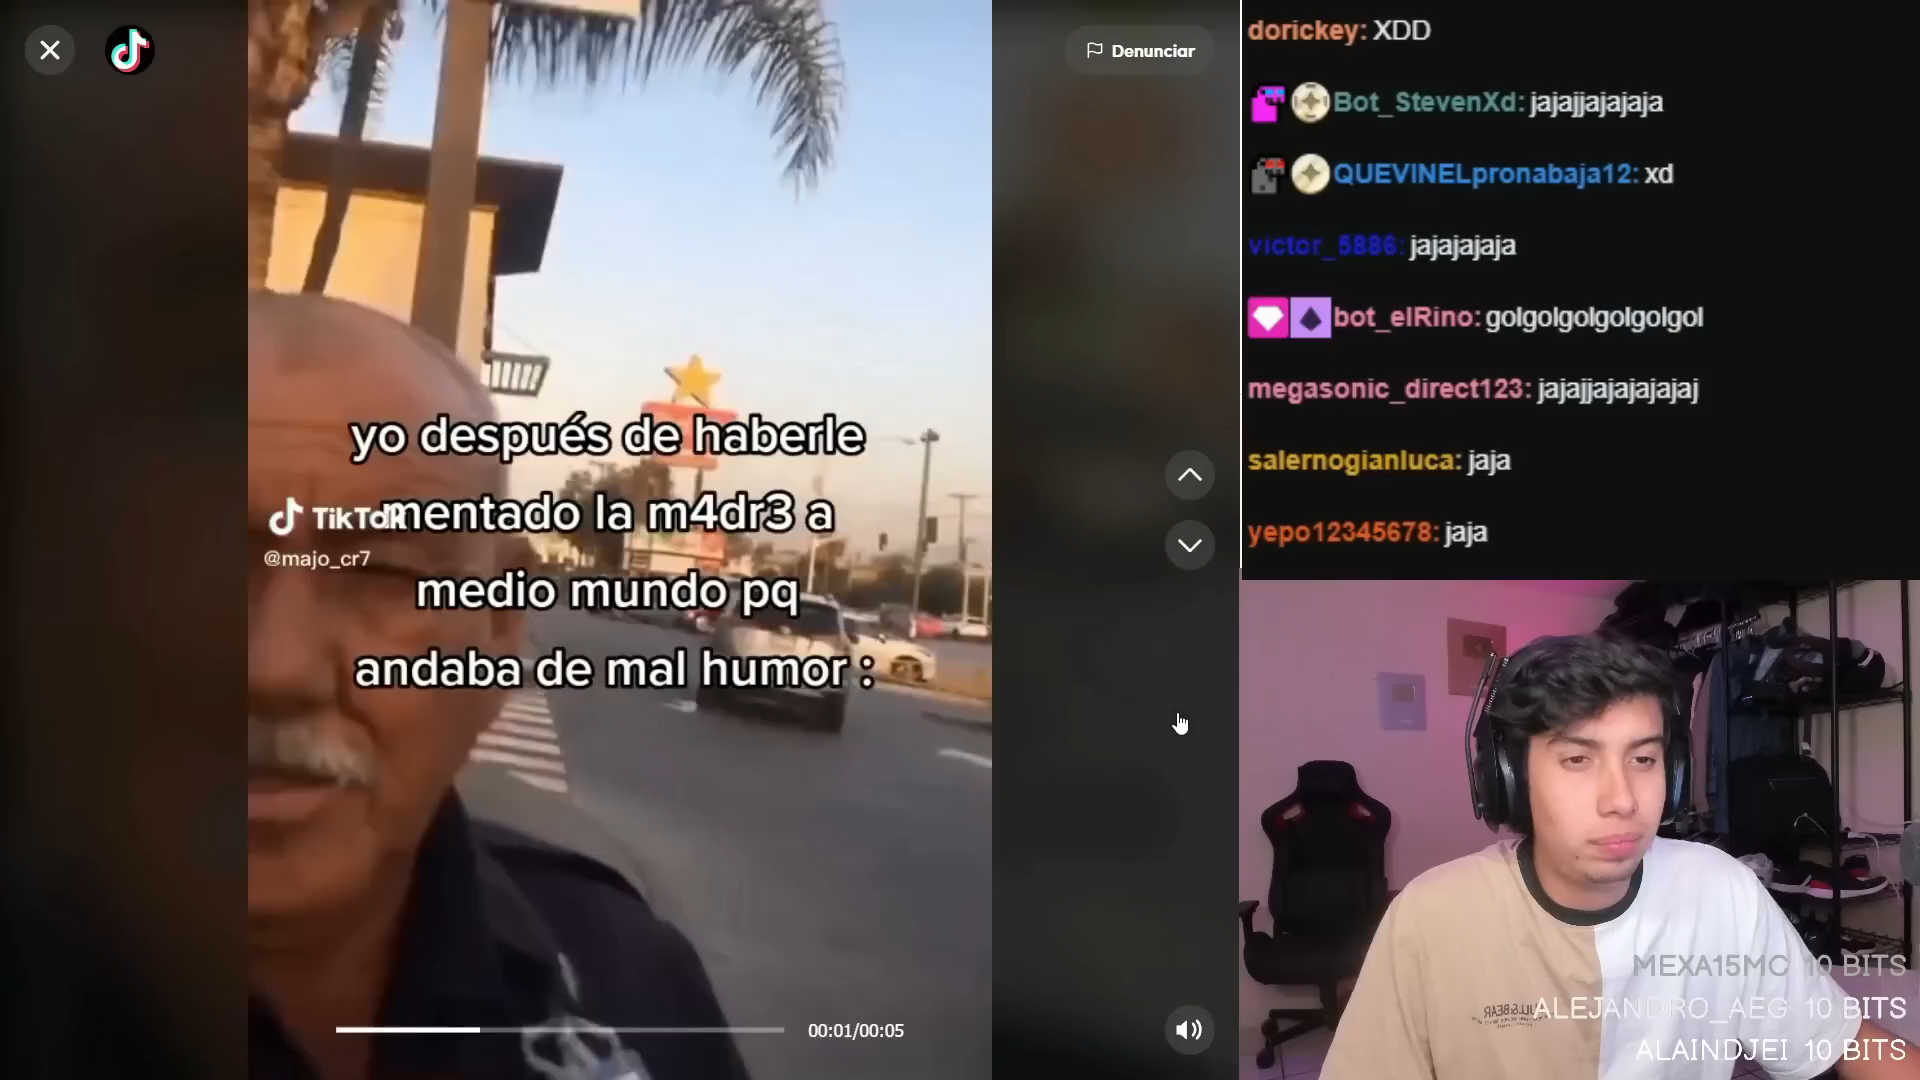 Denunciar
yo después de haberle
mentado la m4dr3 a
medio mundo pq
andaba de mal humor :
TikTok
@majo_cr7
00:01/00:05
dorickey: XDD
Bot_StevenXd: jajajjajajaja
QUEVINELpronabaja12: xd
victor_5886: jajajajaja
bot_elRino: golgolgolgolgolgol
megasonic_direct123: jajajjajajajajaj
salernogianluca: jaja
yepo12345678: jaja
MEXA15MC 10 BITS
ALEJANDRO_AEG 10 BITS
ALAINDJEI 10 BITS